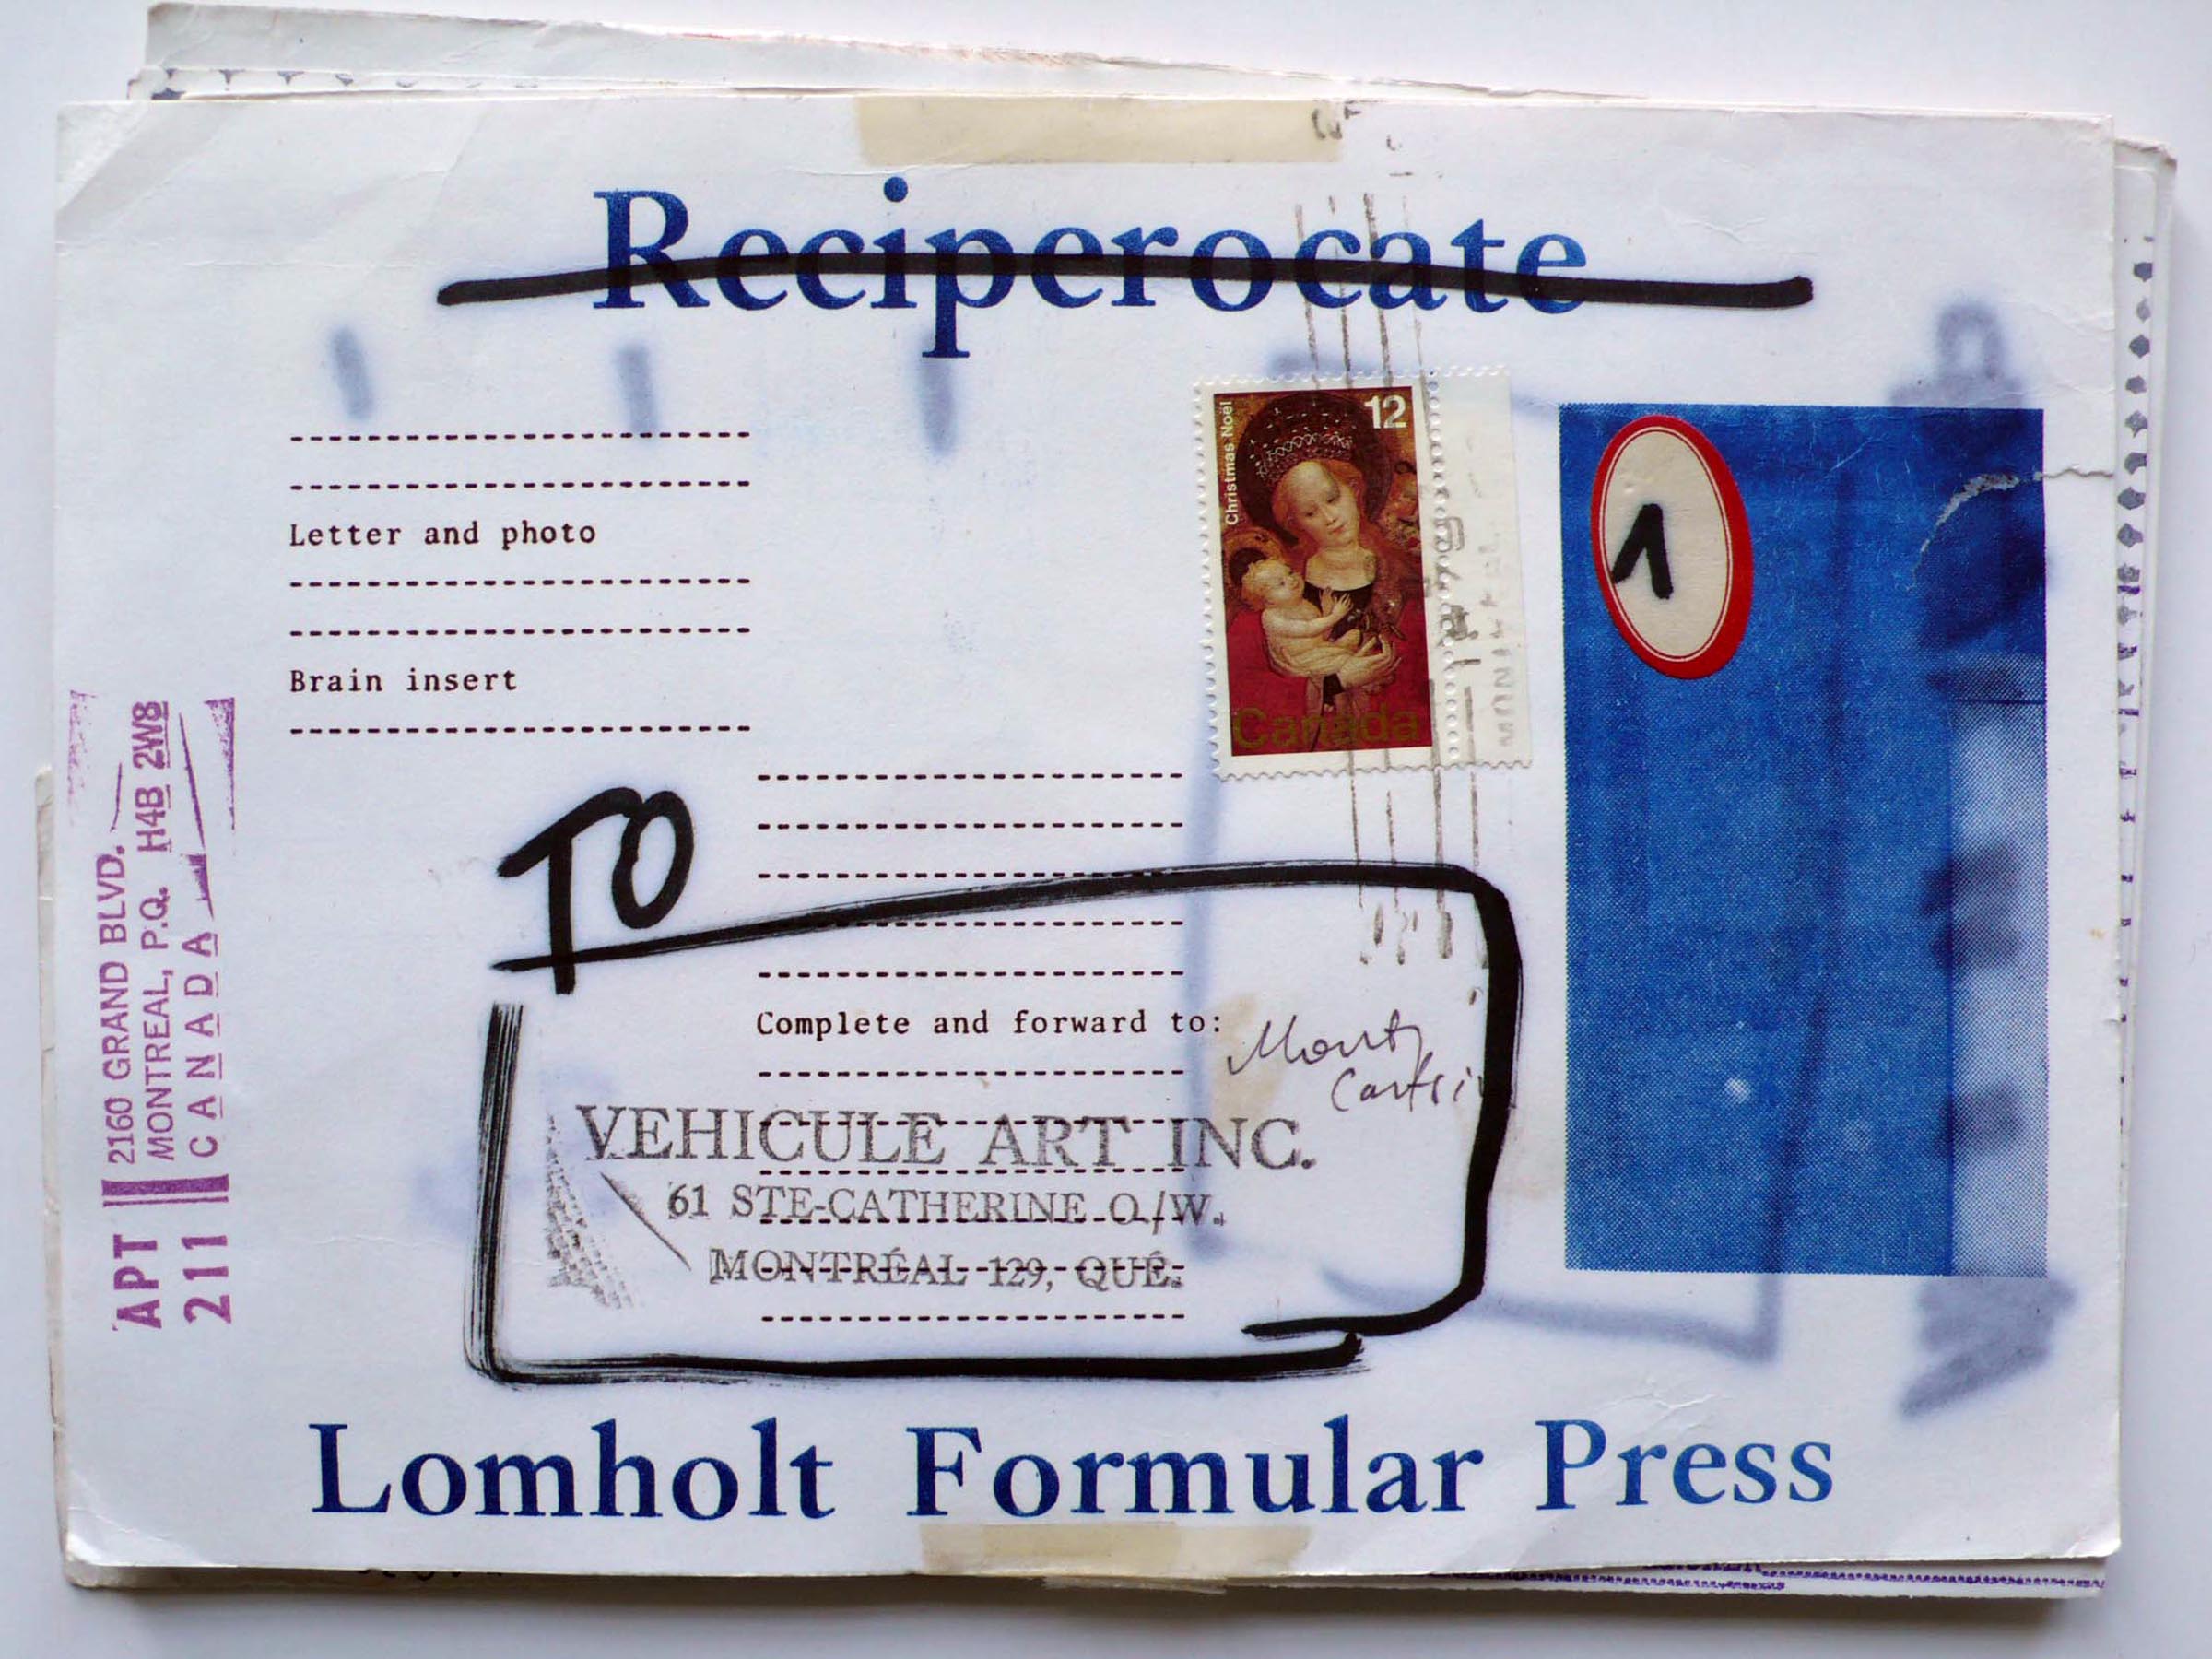 Reciperocate
Christmas Noël
12
Canada
1
Letter and photo
Brain insert
TO
Complete and forward to:
Monty
VEHICULE ART INC.
61 STE-CATHERINE O./W.
MONTRÉAL 129, QUÉ.
APT 211
2160 GRAND BLVD.
MONTREAL, P.Q. H4B 2W8
CANADA
Lomholt Formular Press